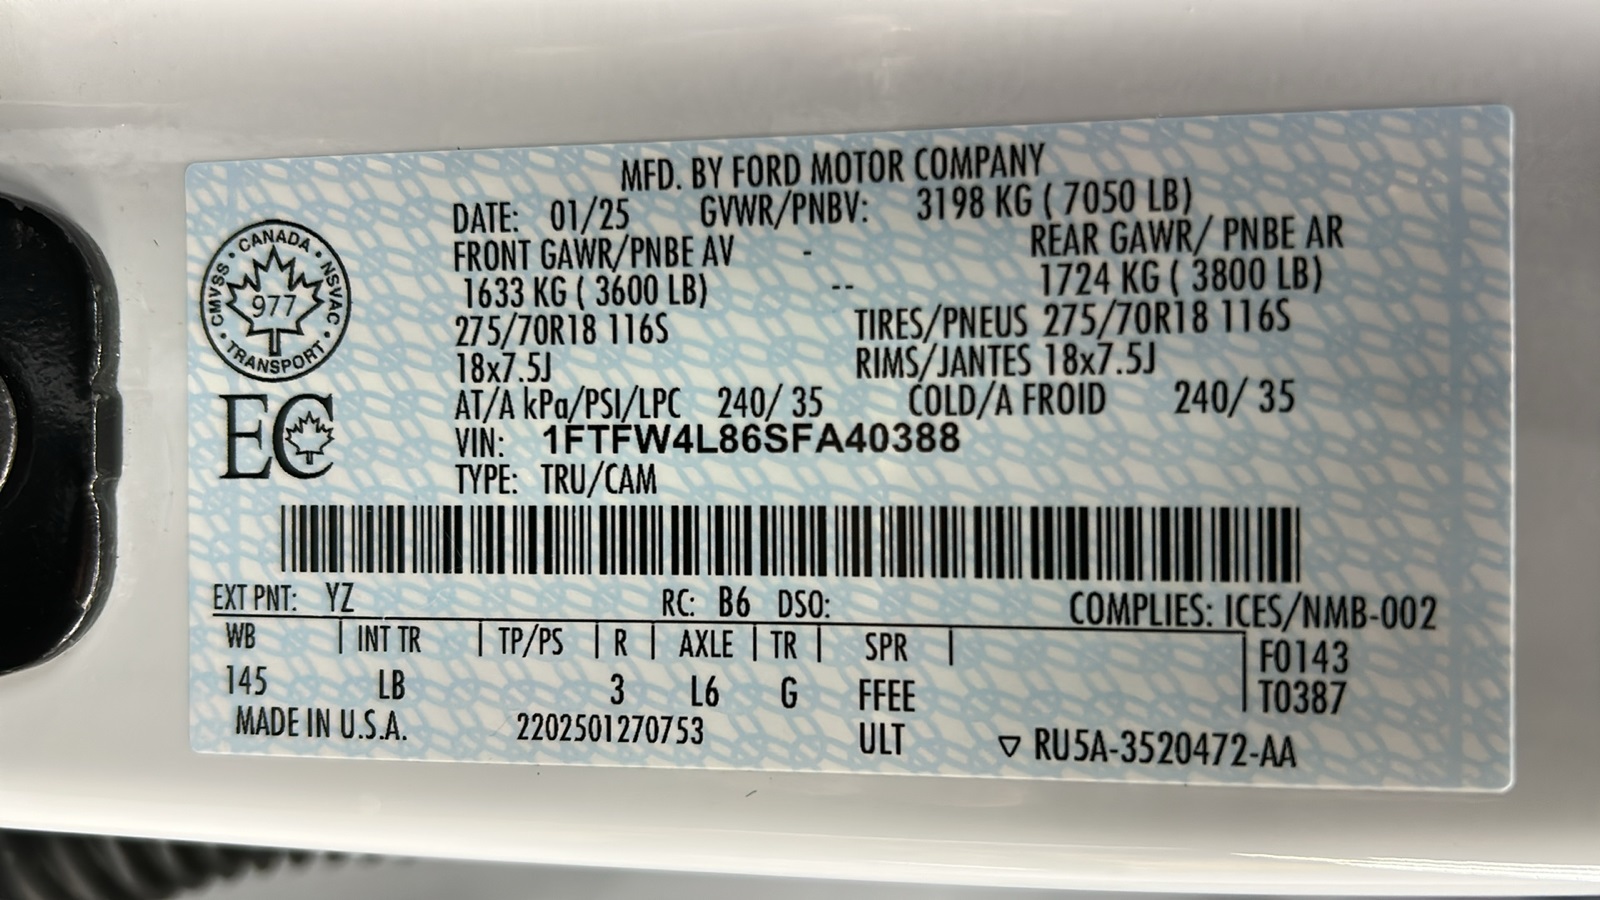 MFD. BY FORD MOTOR COMPANY
DATE: 01/25 GVWR/PNBV: 3198 KG ( 7050 LB)
FRONT GAWR/PNBE AV - REAR GAWR/ PNBE AR
1633 KG ( 3600 LB) -- 1724 KG ( 3800 LB)
275/70R18 116S TIRES/PNEUS 275/70R18 116S
18x7.5J RIMS/JANTES 18x7.5J
AT/A kPa/PSI/LPC 240/ 35 COLD/A FROID 240/ 35
VIN: 1FTFW4L86SFA40388
TYPE: TRU/CAM
CANADA · NSVAC · TRANSPORT · CMVSS ·
977
EC
EXT PNT: YZ RC: B6 DSO: COMPLIES: ICES/NMB-002
WB | INT TR | TP/PS | R | AXLE | TR | SPR | F0143
145 LB 3 L6 G FFEE T0387
MADE IN U.S.A. 2202501270753 ULT ▽ RU5A-3520472-AA